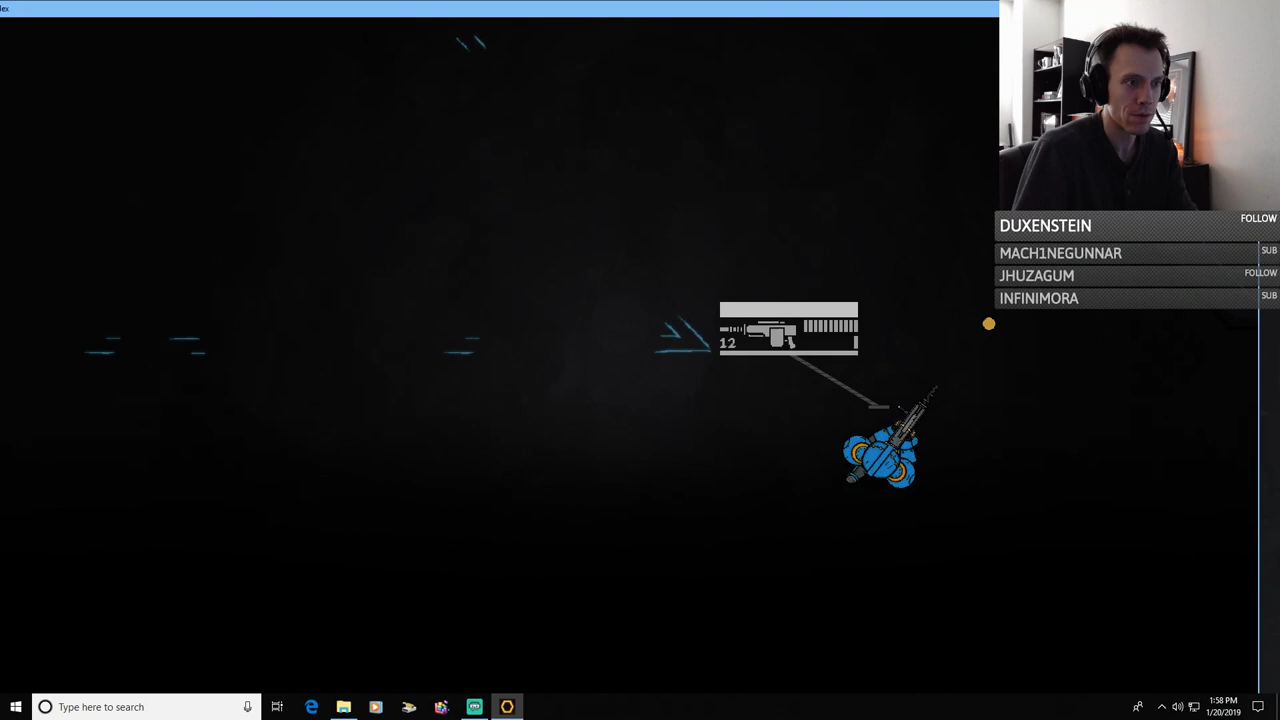 lex
DUXENSTEIN FOLLOW
MACH1NEGUNNAR SUB
JHUZAGUM FOLLOW
INFINIMORA SUB
12
Type here to search
1:58 PM
1/20/2019